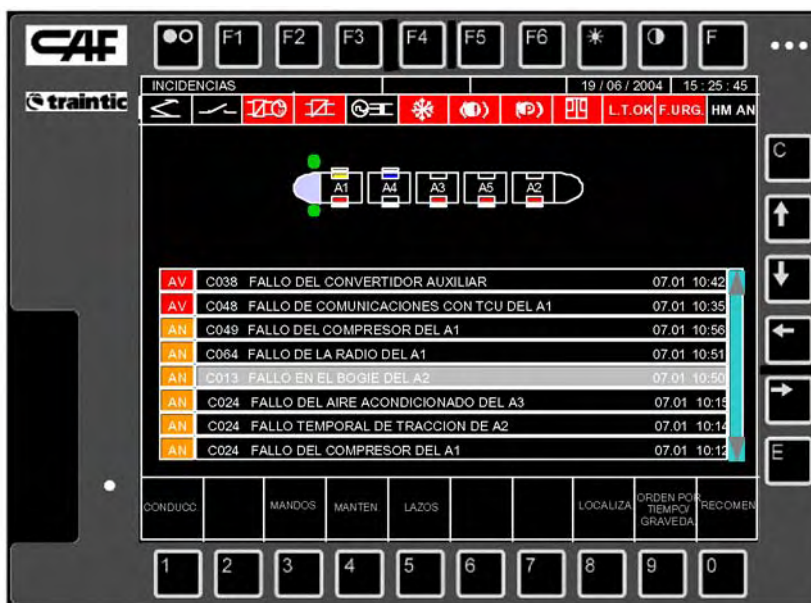 CAF
traintic
F1 F2 F3 F4 F5 F6 F
INCIDENCIAS 19 / 06 / 2004 15 : 25 : 45
L.T.OK F.URG. HM AN
C
A1 A4 A3 A5 A2
AV C038 FALLO DEL CONVERTIDOR AUXILIAR 07.01 10:42
AV C048 FALLO DE COMUNICACIONES CON TCU DEL A1 07.01 10:35
AN C049 FALLO DEL COMPRESOR DEL A1 07.01 10:56
AN C064 FALLO DE LA RADIO DEL A1 07.01 10:51
AN C013 FALLO EN EL BOGIE DEL A2 07.01 10:50
AN C024 FALLO DEL AIRE ACONDICIONADO DEL A3 07.01 10:15
AN C024 FALLO TEMPORAL DE TRACCION DE A2 07.01 10:14
AN C024 FALLO DEL COMPRESOR DEL A1 07.01 10:12
E
CONDUCC. MANDOS MANTEN. LAZOS LOCALIZA. ORDEN POR TIEMPO/ GRAVEDA. RECOMEN
1 2 3 4 5 6 7 8 9 0